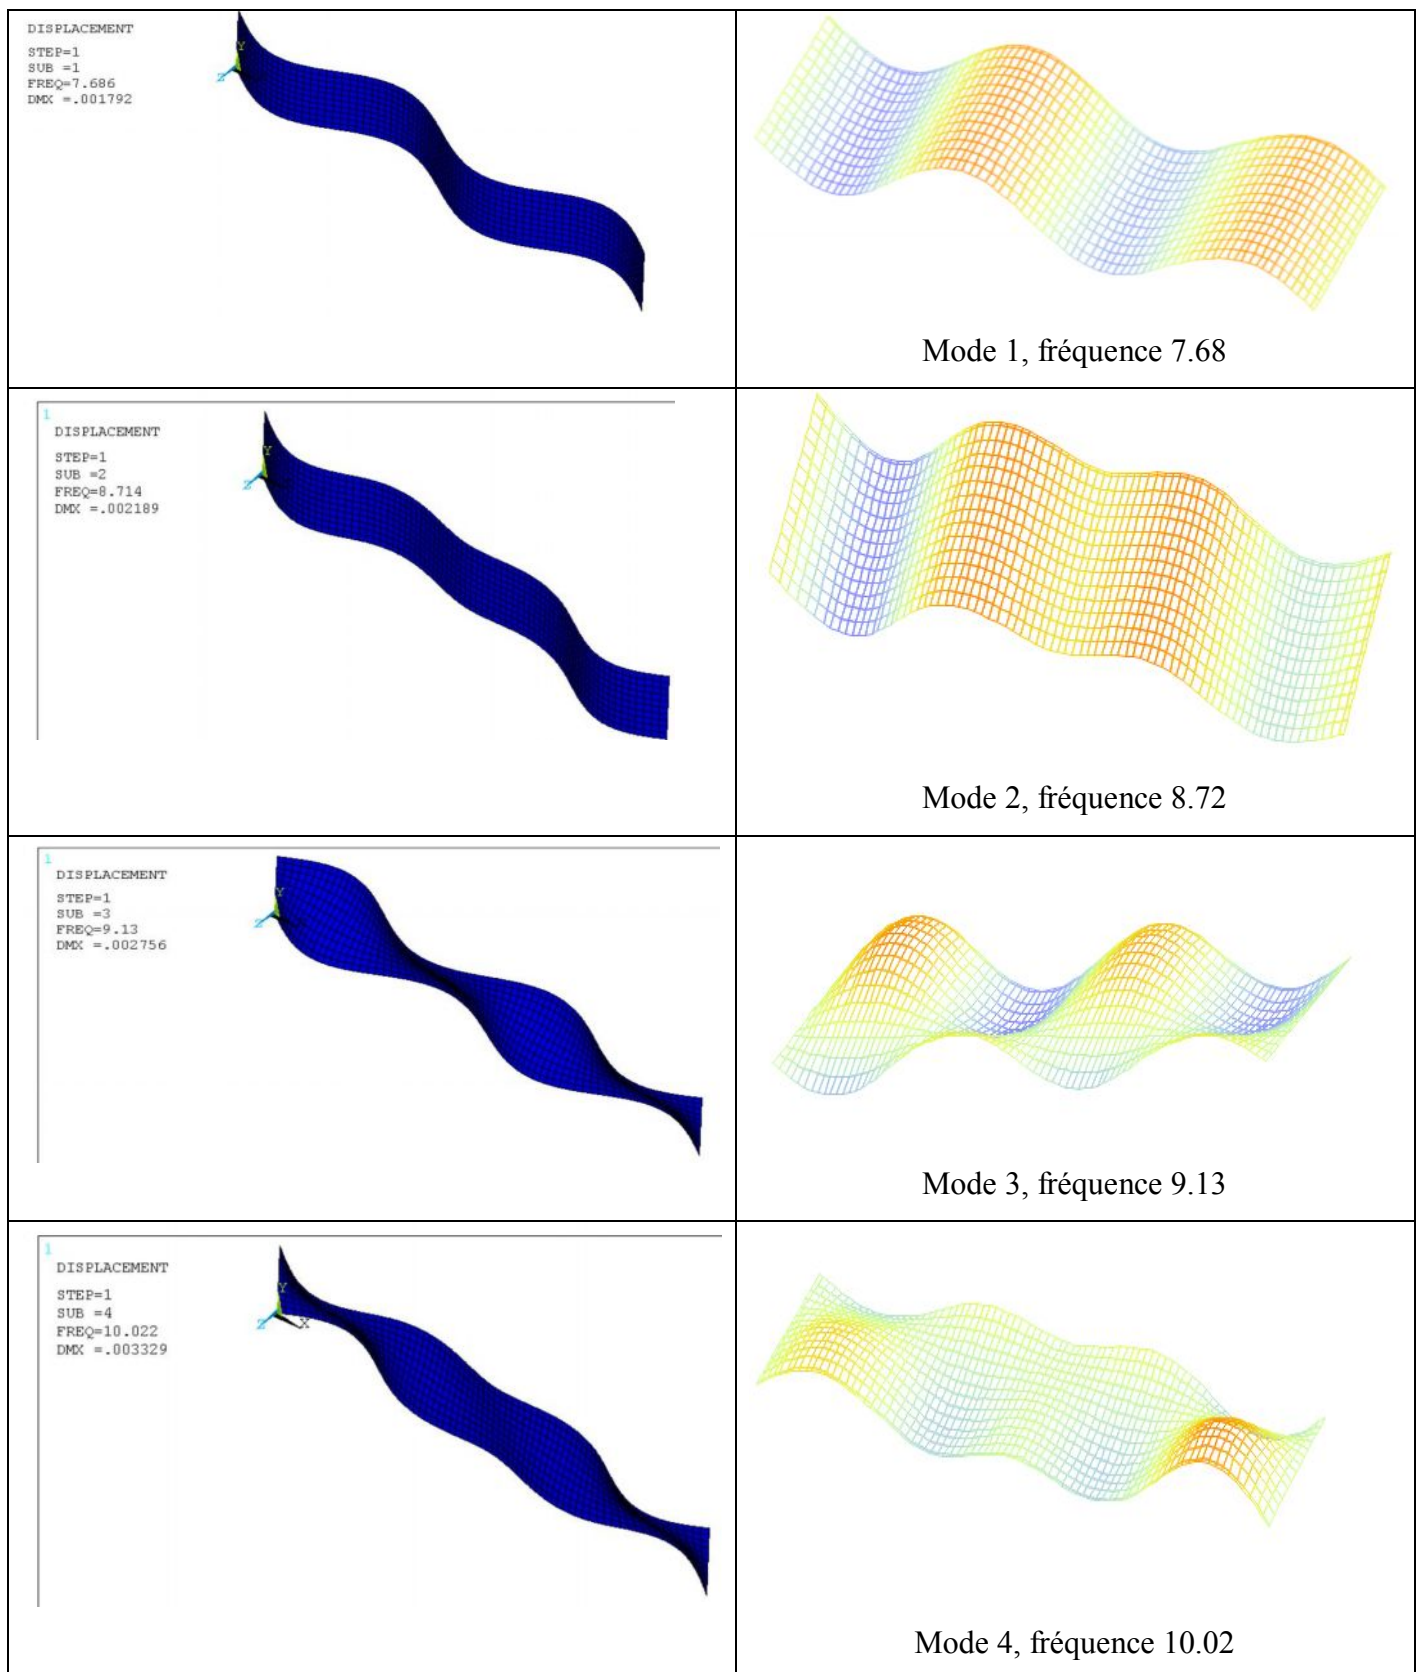 DISPLACEMENT
STEP=1
SUB =1
FREQ=7.686
DMX =.001792
Y
Z
Mode 1, fréquence 7.68
1
DISPLACEMENT
STEP=1
SUB =2
FREQ=8.714
DMX =.002189
Y
Z
Mode 2, fréquence 8.72
1
DISPLACEMENT
STEP=1
SUB =3
FREQ=9.13
DMX =.002756
Y
Z
Mode 3, fréquence 9.13
1
DISPLACEMENT
STEP=1
SUB =4
FREQ=10.022
DMX =.003329
Y
Z
X
Mode 4, fréquence 10.02